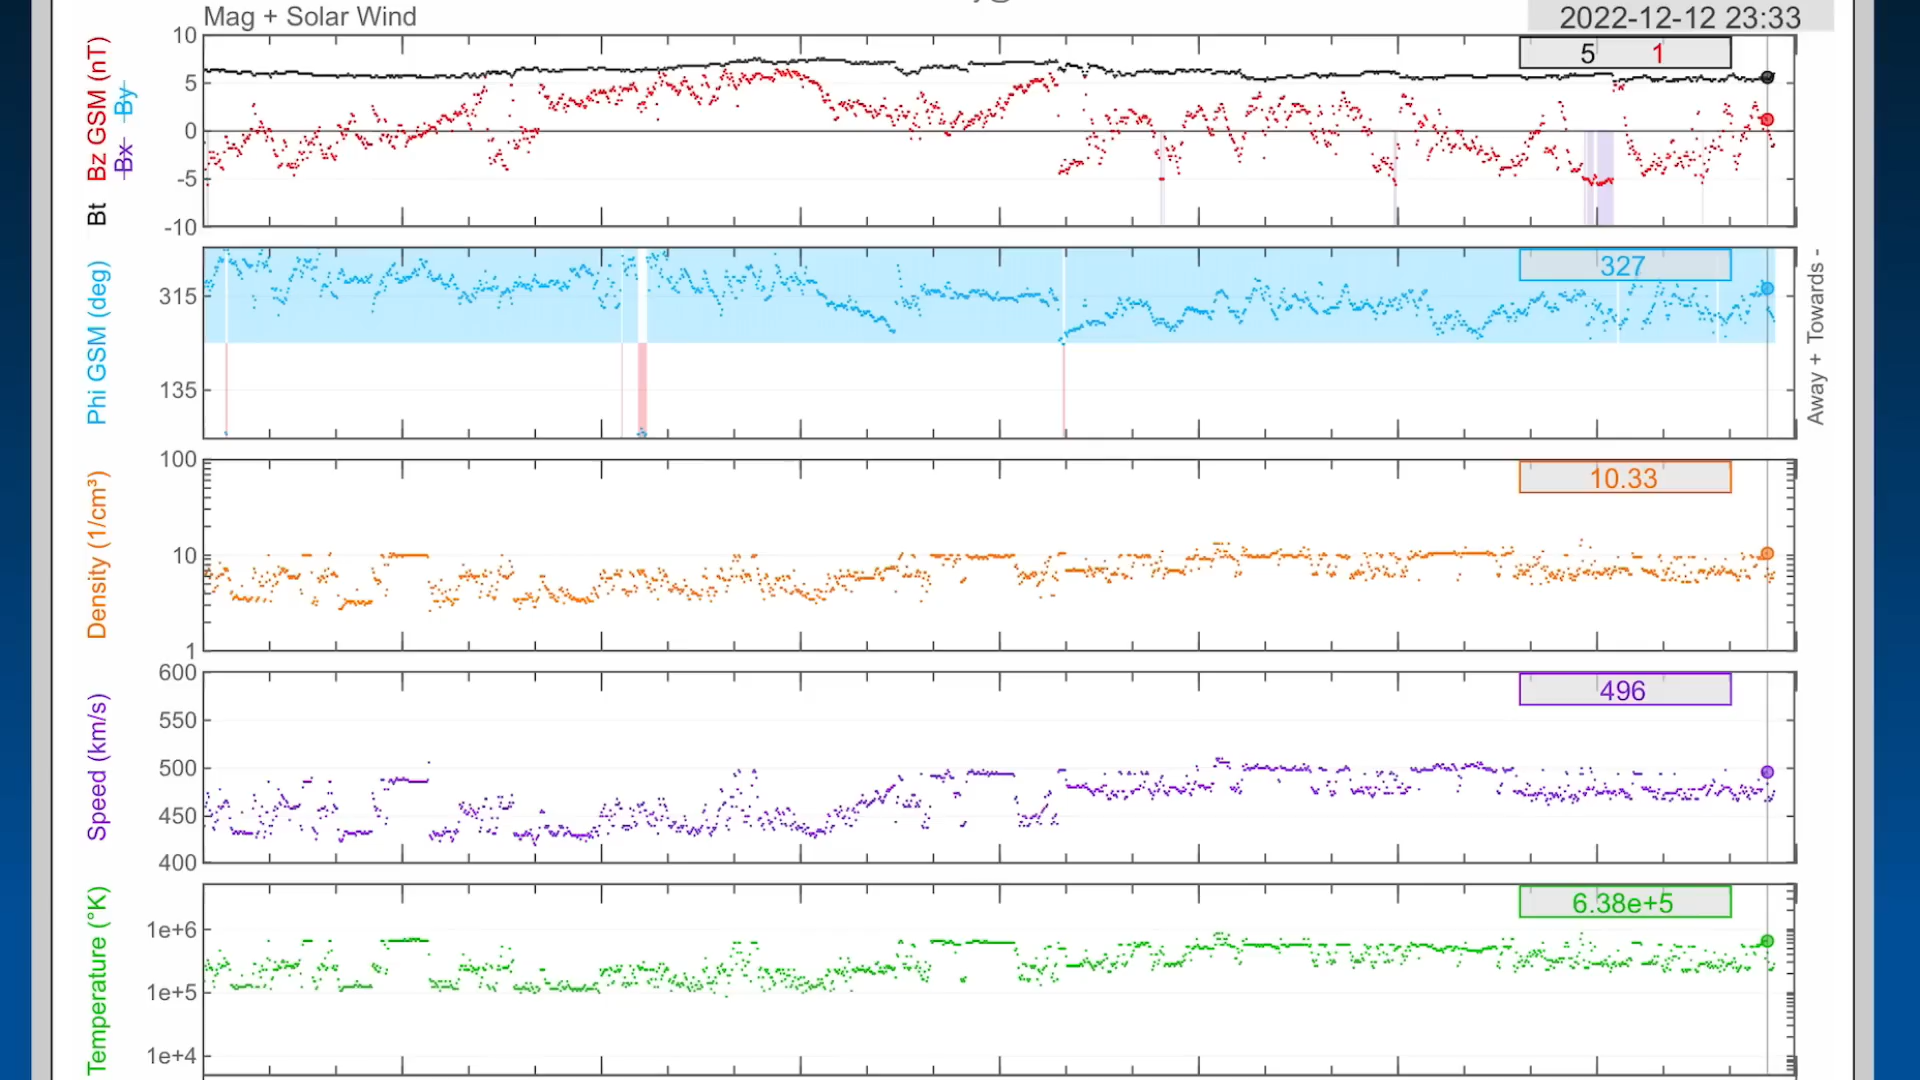 Mag + Solar Wind
2022-12-12 23:33
Bt Bz GSM (nT)
Bx By
10
5
0
-5
-10
5 1
Phi GSM (deg)
315
135
327
Away + Towards -
Density (1/cm³)
100
10
1
10.33
Speed (km/s)
600
550
500
450
400
496
Temperature (°K)
1e+6
1e+5
1e+4
6.38e+5